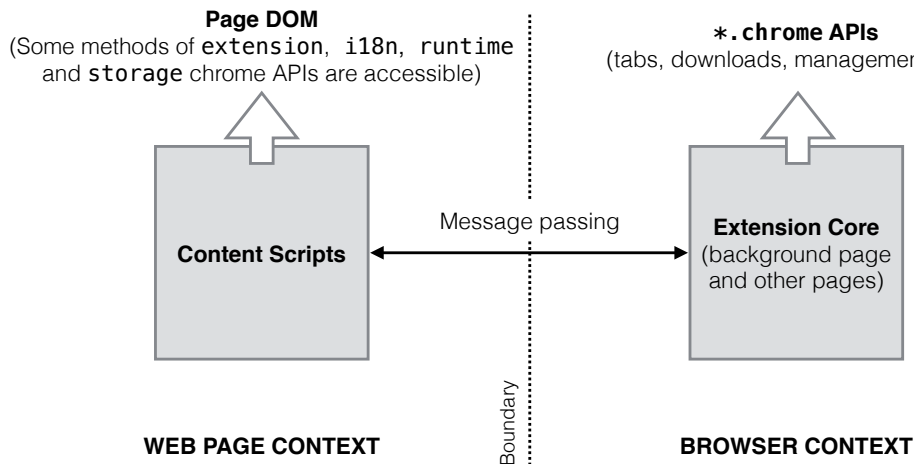 Page DOM
(Some methods of extension, i18n, runtime
and storage chrome APIs are accessible)
*.chrome APIs
(tabs, downloads,
Content Scripts
Message passing
Extension Core
(background page
and other pages)
Boundary
WEB PAGE CONTEXT
BROWSER CONTEXT